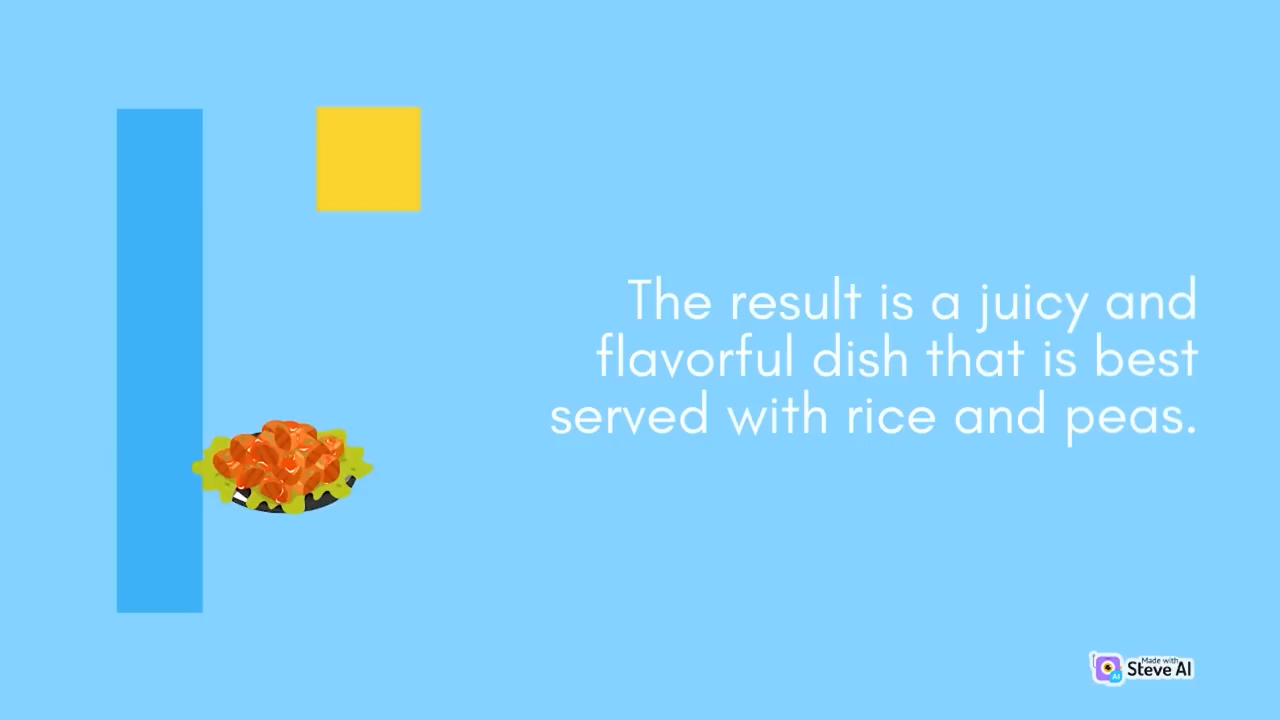 The result is a juicy and
flavorful dish that is best
served with rice and peas.
Made with
Steve AI
AI